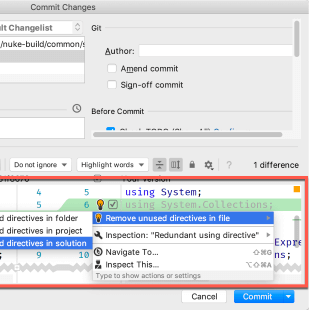 Commit Changes
lt Changelist
/nuke-build/common/s
Git
Author:
Amend commit
Sign-off commit
Before Commit
Do not ignore
Highlight words
?
1 difference
Your version
4 5 using System;
5 6 using System.Collections;
d directives in folder
d directives in project
d directives in solution
Remove unused directives in file
Inspection: "Redundant using directive"
Expre
9 10
Navigate To... ⇧⌘G
ns;
Inspect This... ⌥⇧⌘A
Type to show actions or settings
Cancel
Commit